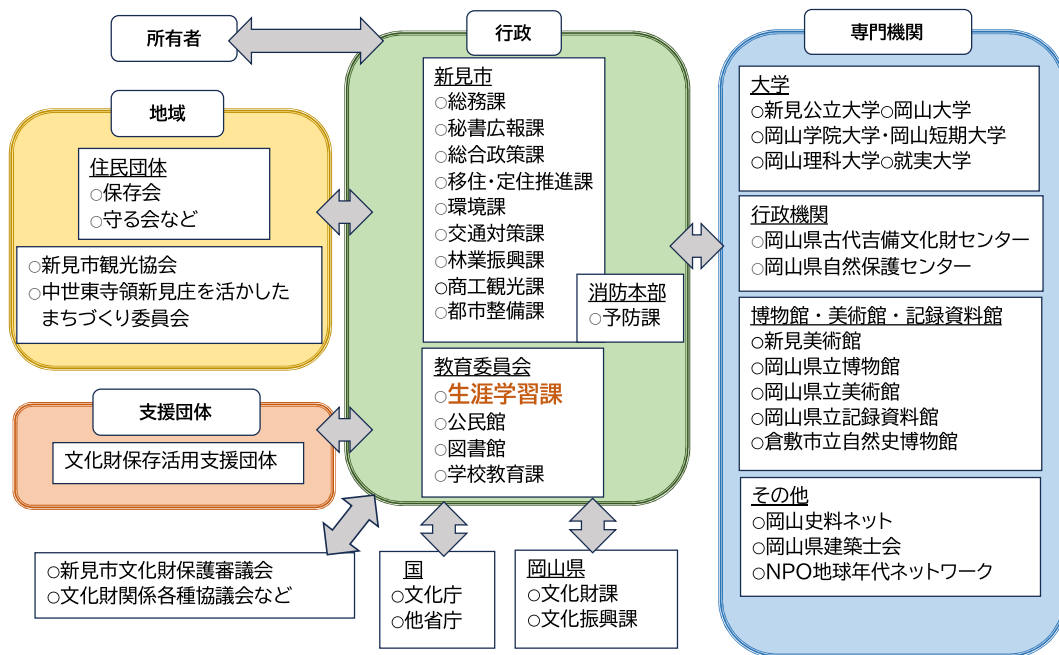 所有者
地域
住民団体
○保存会
○守る会など
○新見市観光協会
○中世東寺領新見庄を活かした
まちづくり委員会
支援団体
文化財保存活用支援団体
○新見市文化財保護審議会
○文化財関係各種協議会など
行政
新見市
○総務課
○秘書広報課
○総合政策課
○移住・定住推進課
○環境課
○交通対策課
○林業振興課
○商工観光課
○都市整備課
消防本部
○予防課
教育委員会
○生涯学習課
○公民館
○図書館
○学校教育課
国
○文化庁
○他省庁
岡山県
○文化財課
○文化振興課
専門機関
大学
○新見公立大学○岡山大学
○岡山学院大学・岡山短期大学
○岡山理科大学○就実大学
行政機関
○岡山県古代吉備文化財センター
○岡山県自然保護センター
博物館・美術館・記録資料館
○新見美術館
○岡山県立博物館
○岡山県立美術館
○岡山県立記録資料館
○倉敷市立自然史博物館
その他
○岡山史料ネット
○岡山県建築士会
○NPO地球年代ネットワーク